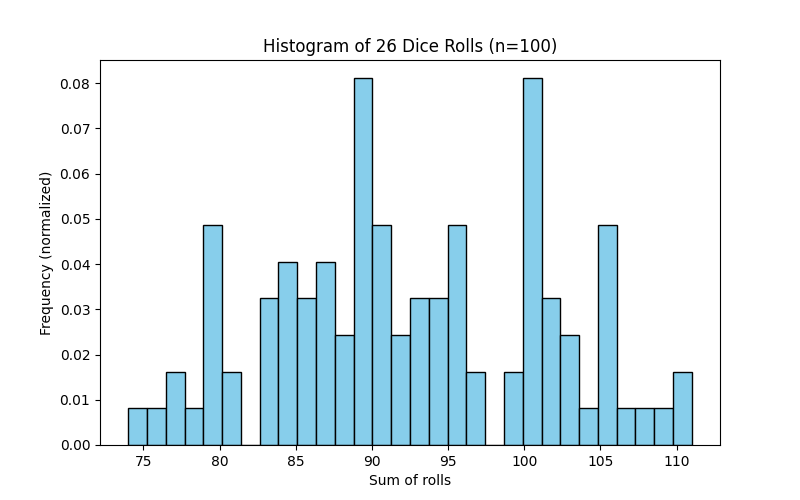 Histogram of 26 Dice Rolls (n=100)
0.08
0.07
0.06
0.05
0.04
0.03
0.02
0.01
0.00
Frequency (normalized)
75 80 85 90 95 100 105 110
Sum of rolls